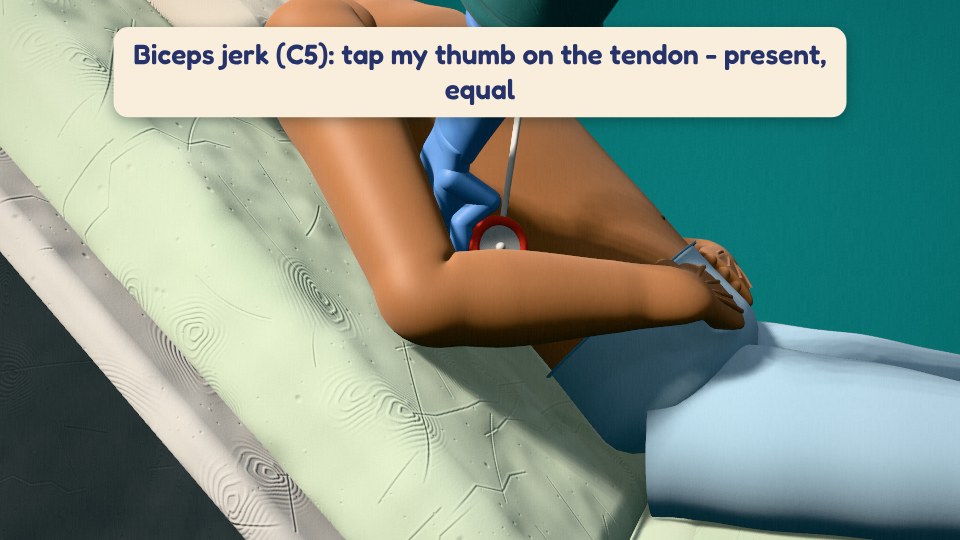 Biceps jerk (C5): tap my thumb on the tendon - present,
equal